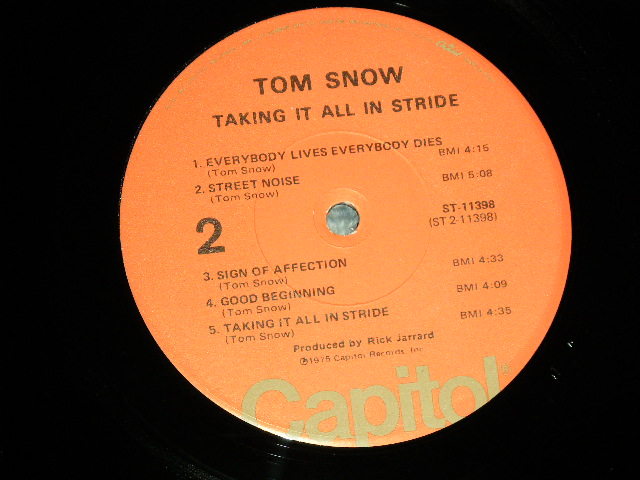 TOM SNOW
TAKING IT ALL IN STRIDE
1. EVERYBODY LIVES EVERYBODY DIES BMI 4:15
(Tom Snow)
2. STREET NOISE BMI 5:08
(Tom Snow)
ST-11398
(ST 2-11398)
2
3. SIGN OF AFFECTION BMI 4:33
(Tom Snow)
4. GOOD BEGINNING BMI 4:09
(Tom Snow)
5. TAKING IT ALL IN STRIDE BMI 4:35
(Tom Snow)
Produced by Rick Jarrard
℗1975 Capitol Records, Inc.
Capitol